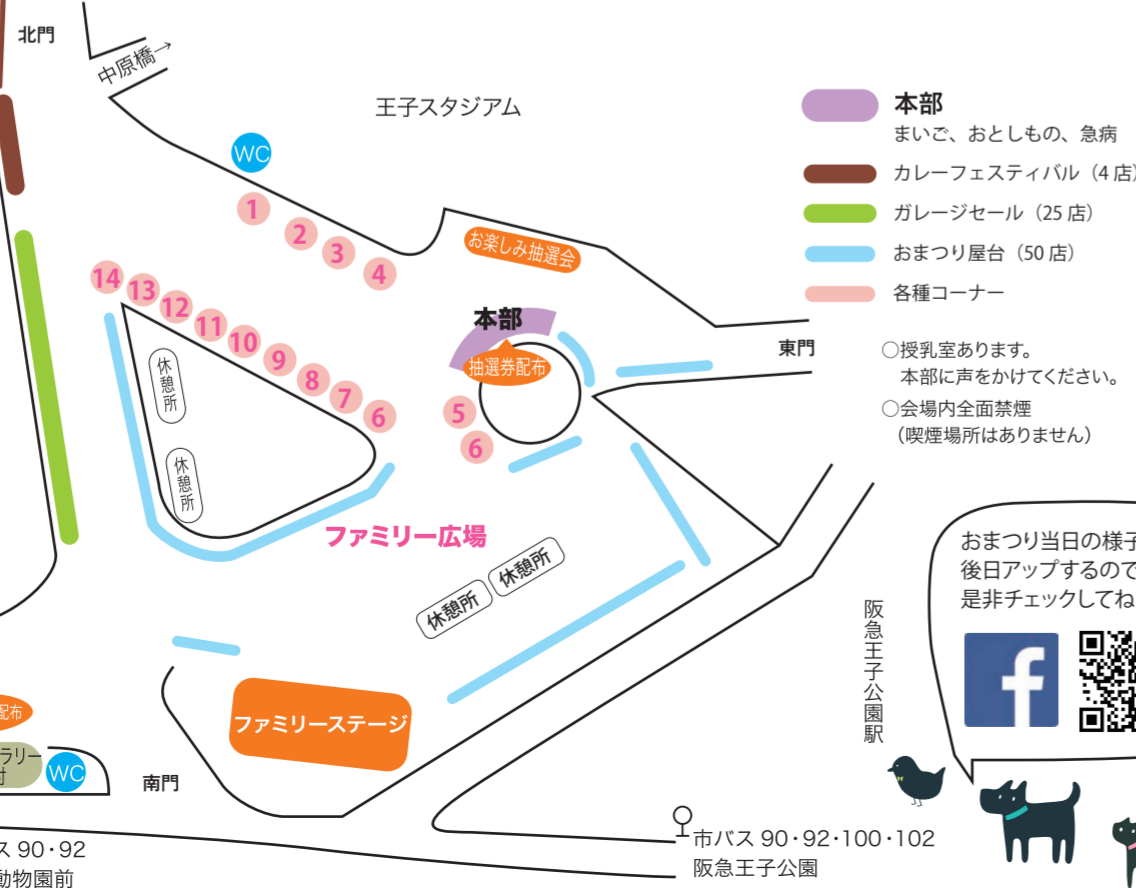 北門
中原橋→
王子スタジアム
WC
1
2
3
4
お楽しみ抽選会
本部
抽選券配布
東門
14
13
12
11
10
9
8
7
6
5
6
休憩所
休憩所
ファミリー広場
休憩所
休憩所
ファミリーステージ
配布
ラリー
付
WC
南門
ス 90・92
動物園前
市バス 90・92・100・102
阪急王子公園
阪急王子公園駅
本部
まいご、おとしもの、急病
カレーフェスティバル（4 店）
ガレージセール（25 店）
おまつり屋台（50 店）
各種コーナー
○授乳室あります。
本部に声をかけてください。
○会場内全面禁煙
（喫煙場所はありません）
おまつり当日の様子
後日アップするので
是非チェックしてね
f